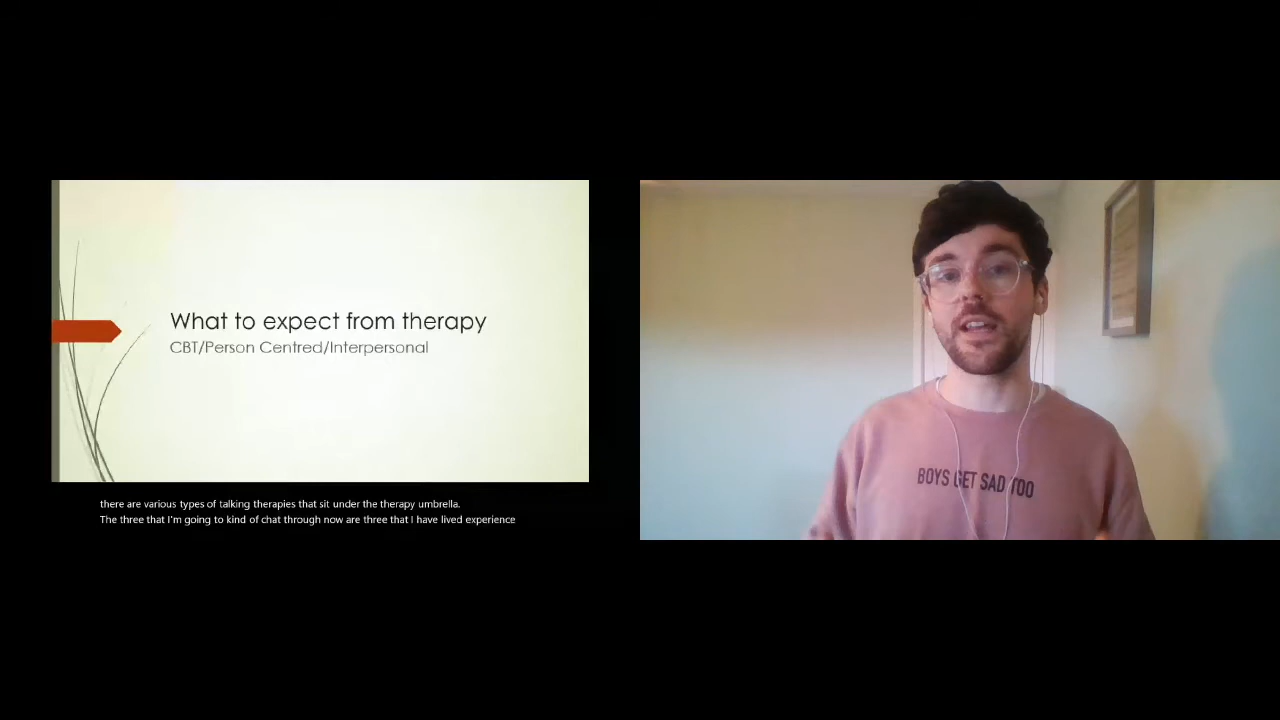 What to expect from therapy
CBT/Person Centred/Interpersonal
there are various types of talking therapies that sit under the therapy umbrella.
The three that I'm going to kind of chat through now are three that I have lived experience
BOYS GET SAD TOO